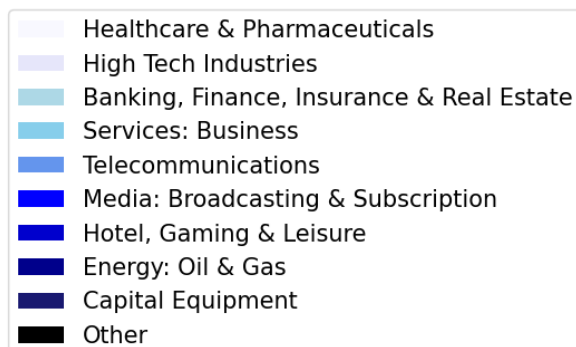 Healthcare & Pharmaceuticals
High Tech Industries
Banking, Finance, Insurance & Real Estate
Services: Business
Telecommunications
Media: Broadcasting & Subscription
Hotel, Gaming & Leisure
Energy: Oil & Gas
Capital Equipment
Other